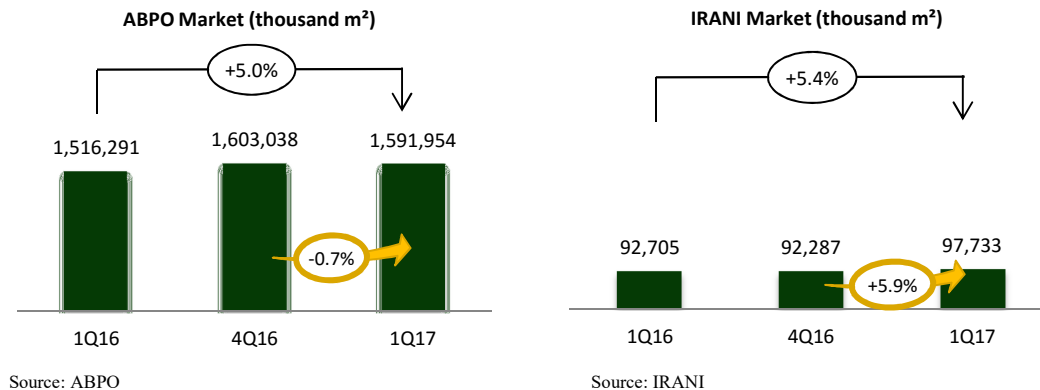 ABPO Market (thousand m²)
+5.0%
1,516,291
1,603,038
1,591,954
-0.7%
1Q16
4Q16
1Q17
Source: ABPO
IRANI Market (thousand m²)
+5.4%
92,705
92,287
97,733
+5.9%
1Q16
4Q16
1Q17
Source: IRANI